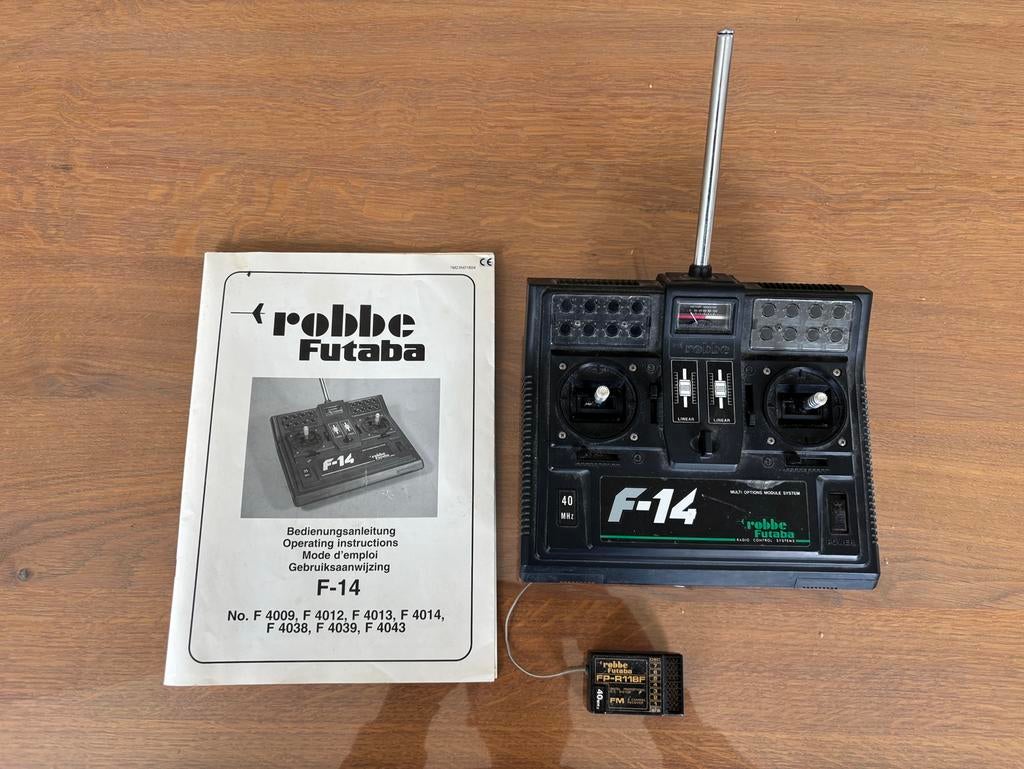 CE
robbe
Futaba
F-14
Bedienungsanleitung
Operating instructions
Mode d'emploi
Gebruiksaanwijzing
F-14
No. F 4009, F 4012, F 4013, F 4014,
F 4038, F 4039, F 4043
robbe
LINEAR LINEAR
40
MHz
F-14
MULTI OPTIONS MODULE SYSTEM
robbe
Futaba
RADIO CONTROL SYSTEMS
POWER
robbe
Futaba
FP-R118F
FM
40MHz